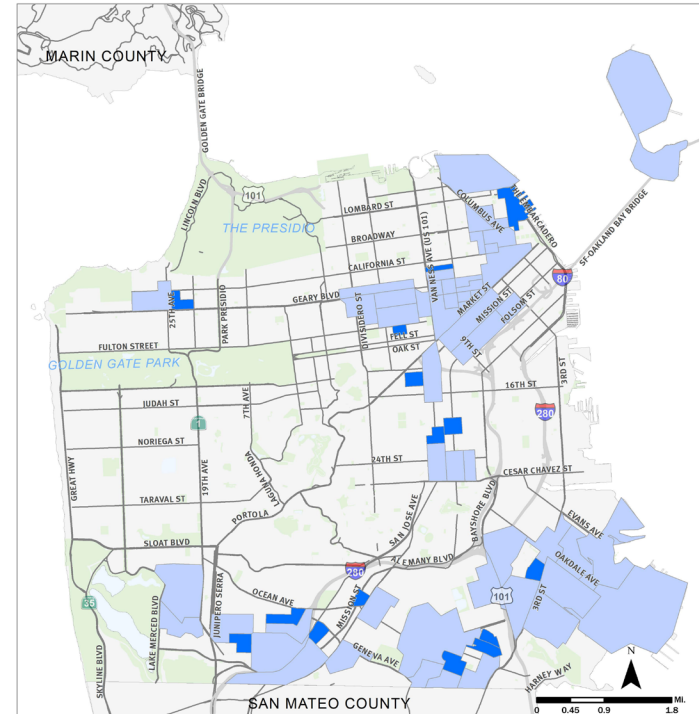 MARIN COUNTY
GOLDEN GATE BRIDGE
LINCOLN BLVD
101
THE PRESIDIO
LOMBARD ST
BROADWAY
CALIFORNIA ST
COLUMBUS AVE
THE EMBARCADERO
SF-OAKLAND BAY BRIDGE
VAN NESS AVE (US 101)
80
25TH AVE
PARK PRESIDIO
GEARY BLVD
DIVISIDERO ST
MARKET ST
MISSION ST
FOLSOM ST
FULTON STREET
FELL ST
OAK ST
9TH ST
GOLDEN GATE PARK
3RD ST
16TH ST
JUDAH ST
7TH AVE
1
280
NORIEGA ST
GREAT HWY
19TH AVE
LAGUNA HONDA
24TH ST
CESAR CHAVEZ ST
TARAVAL ST
PORTOLA
SAN JOSE AVE
BAYSHORE BLVD
EVANS AVE
SLOAT BLVD
ALEMANY BLVD
280
OAKDALE AVE
35
LAKE MERCED BLVD
JUNIPERO SERRA
OCEAN AVE
MISSION ST
101
3RD ST
SKYLINE BLVD
GENEVA AVE
HARNEY WAY
N
SAN MATEO COUNTY
Mi.
0 0.45 0.9 1.8